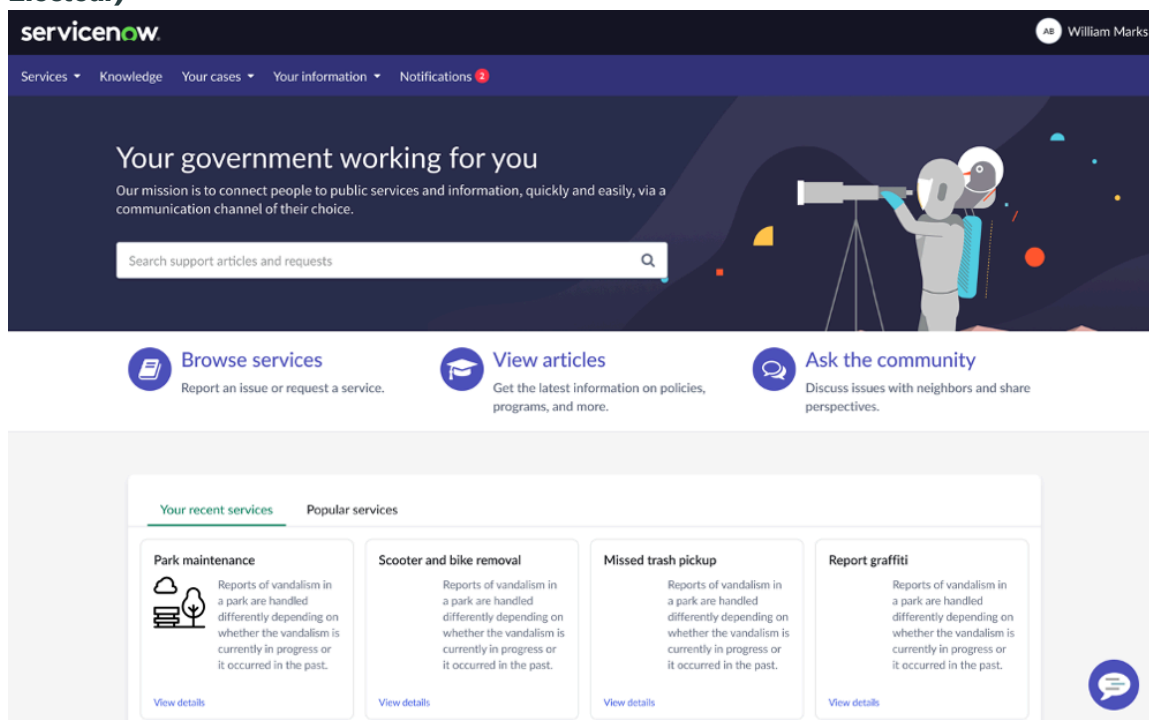 servicenow.
AB William Marks
Services Knowledge Your cases Your information Notifications 2
Your government working for you
Our mission is to connect people to public services and information, quickly and easily, via a
communication channel of their choice.
Search support articles and requests
Browse services
Report an issue or request a service.
View articles
Get the latest information on policies,
programs, and more.
Ask the community
Discuss issues with neighbors and share
perspectives.
Your recent services Popular services
Park maintenance
Reports of vandalism in
a park are handled
differently depending on
whether the vandalism is
currently in progress or
it occurred in the past.
View details
Scooter and bike removal
Reports of vandalism in
a park are handled
differently depending on
whether the vandalism is
currently in progress or
it occurred in the past.
View details
Missed trash pickup
Reports of vandalism in
a park are handled
differently depending on
whether the vandalism is
currently in progress or
it occurred in the past.
View details
Report graffiti
Reports of vandalism in
a park are handled
differently depending on
whether the vandalism is
currently in progress or
it occurred in the past.
View details